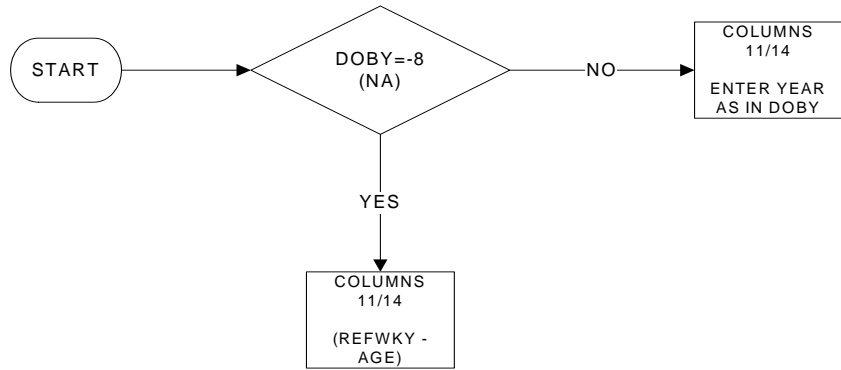 START
DOBY=-8
(NA)
NO
COLUMNS
11/14
ENTER YEAR
AS IN DOBY
YES
COLUMNS
11/14
(REFWKY -
AGE)